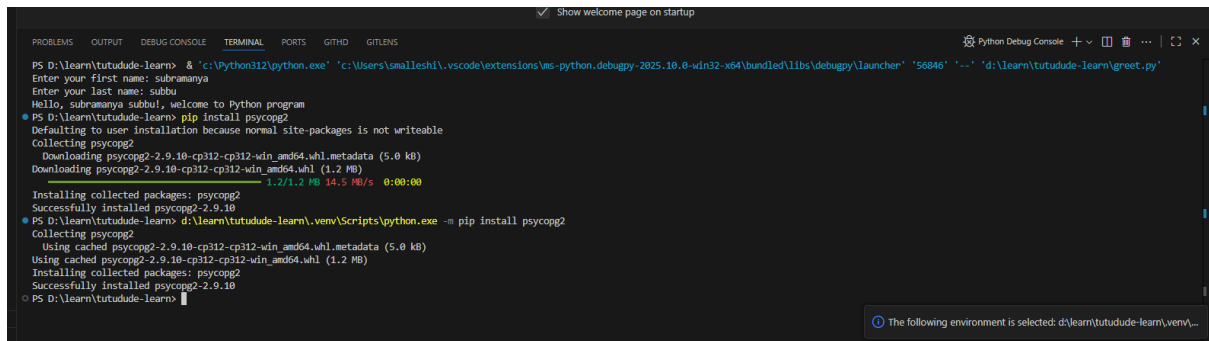 Show welcome page on startup
PROBLEMS OUTPUT DEBUG CONSOLE TERMINAL PORTS GITHD GITLENS Python Debug Console
PS D:\learn\tutudude-learn> & 'c:\Python312\python.exe' 'c:\Users\smalleshi\.vscode\extensions\ms-python.debugpy-2025.10.0-win32-x64\bundled\libs\debugpy\launcher' '56846' '--' 'd:\learn\tutudude-learn\greet.py'
Enter your first name: subramanya
Enter your last name: subbu
Hello, subramanya subbu!, welcome to Python program
PS D:\learn\tutudude-learn> pip install psycopg2
Defaulting to user installation because normal site-packages is not writeable
Collecting psycopg2
Downloading psycopg2-2.9.10-cp312-cp312-win_amd64.whl.metadata (5.0 kB)
Downloading psycopg2-2.9.10-cp312-cp312-win_amd64.whl (1.2 MB)
1.2/1.2 MB 14.5 MB/s 0:00:00
Installing collected packages: psycopg2
Successfully installed psycopg2-2.9.10
PS D:\learn\tutudude-learn> d:\learn\tutudude-learn\.venv\Scripts\python.exe -m pip install psycopg2
Collecting psycopg2
Using cached psycopg2-2.9.10-cp312-cp312-win_amd64.whl.metadata (5.0 kB)
Using cached psycopg2-2.9.10-cp312-cp312-win_amd64.whl (1.2 MB)
Installing collected packages: psycopg2
Successfully installed psycopg2-2.9.10
PS D:\learn\tutudude-learn>
The following environment is selected: d:\learn\tutudude-learn\.venv\...